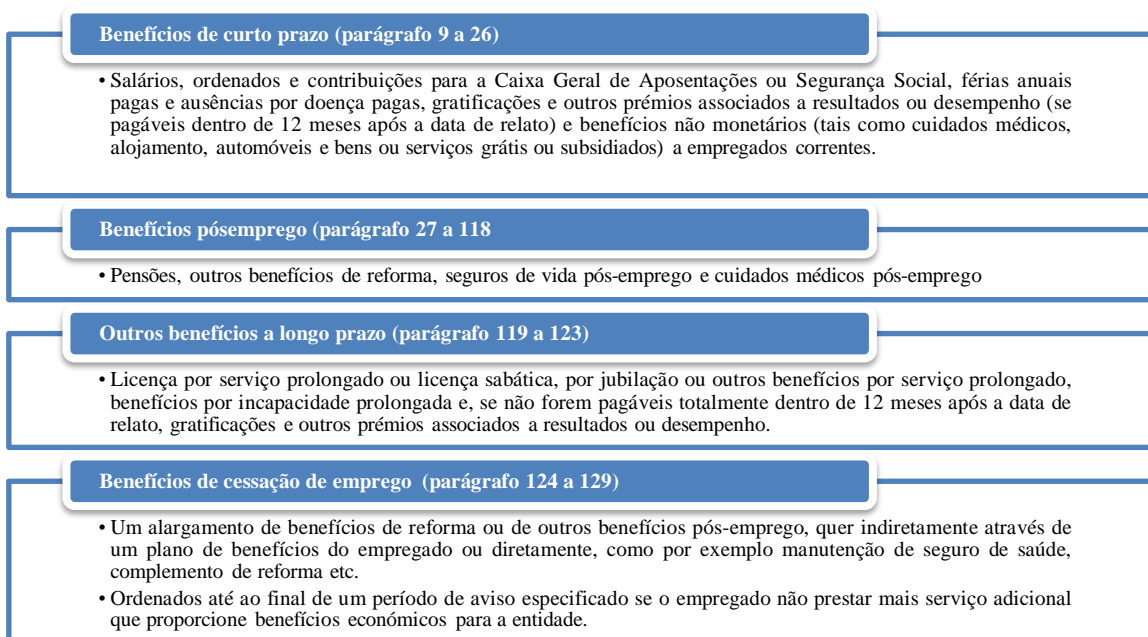 Benefícios de curto prazo (parágrafo 9 a 26)
• Salários, ordenados e contribuições para a Caixa Geral de Aposentações ou Segurança Social, férias anuais
pagas e ausências por doença pagas, gratificações e outros prémios associados a resultados ou desempenho (se
pagáveis dentro de 12 meses após a data de relato) e benefícios não monetários (tais como cuidados médicos,
alojamento, automóveis e bens ou serviços grátis ou subsidiados) a empregados correntes.
Benefícios pósemprego (parágrafo 27 a 118
• Pensões, outros benefícios de reforma, seguros de vida pós-emprego e cuidados médicos pós-emprego
Outros benefícios a longo prazo (parágrafo 119 a 123)
• Licença por serviço prolongado ou licença sabática, por jubilação ou outros benefícios por serviço prolongado,
benefícios por incapacidade prolongada e, se não forem pagáveis totalmente dentro de 12 meses após a data de
relato, gratificações e outros prémios associados a resultados ou desempenho.
Benefícios de cessação de emprego (parágrafo 124 a 129)
• Um alargamento de benefícios de reforma ou de outros benefícios pós-emprego, quer indiretamente através de
um plano de benefícios do empregado ou diretamente, como por exemplo manutenção de seguro de saúde,
complemento de reforma etc.
• Ordenados até ao final de um período de aviso especificado se o empregado não prestar mais serviço adicional
que proporcione benefícios económicos para a entidade.